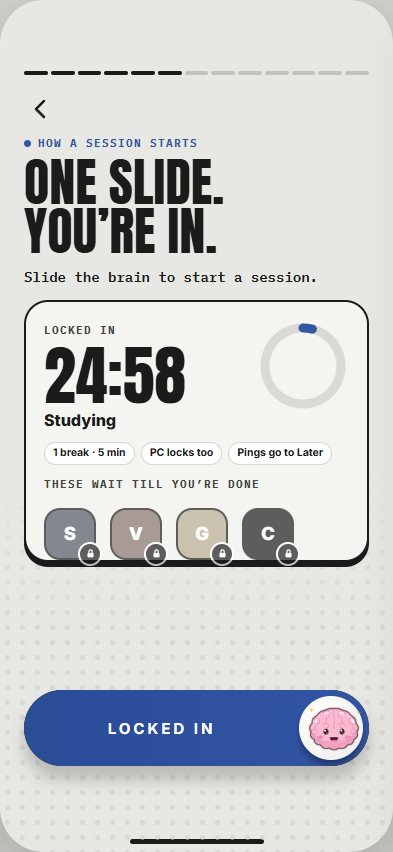 HOW A SESSION STARTS
ONE SLIDE.
YOU’RE IN.
Slide the brain to start a session.
LOCKED IN
24:58
Studying
1 break · 5 min PC locks too Pings go to Later
THESE WAIT TILL YOU’RE DONE
S V G C
LOCKED IN